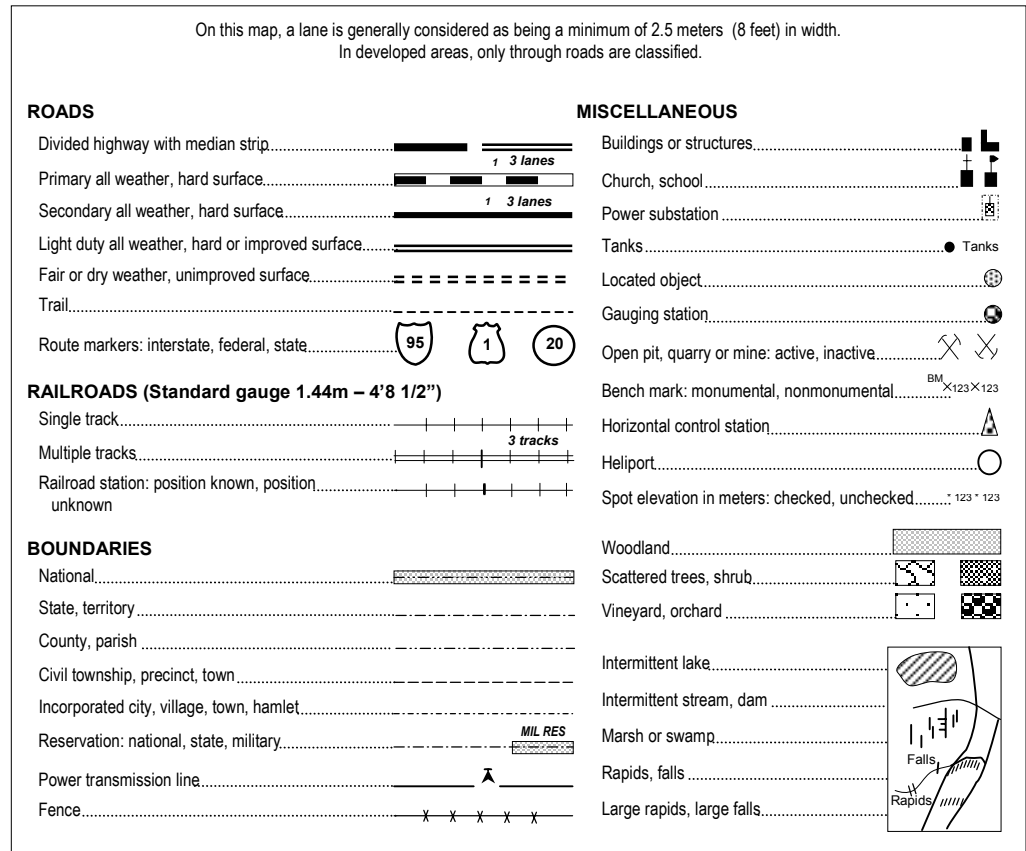 On this map, a lane is generally considered as being a minimum of 2.5 meters (8 feet) in width.
In developed areas, only through roads are classified.
ROADS
Divided highway with median strip
1 3 lanes
Primary all weather, hard surface
1 3 lanes
Secondary all weather, hard surface
Light duty all weather, hard or improved surface
Fair or dry weather, unimproved surface
Trail
Route markers: interstate, federal, state 95 1 20
RAILROADS (Standard gauge 1.44m – 4'8 1/2”)
Single track
3 tracks
Multiple tracks
Railroad station: position known, position
unknown
BOUNDARIES
National
State, territory
County, parish
Civil township, precinct, town
Incorporated city, village, town, hamlet
MIL RES
Reservation: national, state, military
Power transmission line
Fence
MISCELLANEOUS
Buildings or structures
Church, school
Power substation
Tanks Tanks
Located object
Gauging station
Open pit, quarry or mine: active, inactive
Bench mark: monumental, nonmonumental BM×123×123
Horizontal control station
Heliport
Spot elevation in meters: checked, unchecked 123 123
Woodland
Scattered trees, shrub
Vineyard, orchard
Intermittent lake
Intermittent stream, dam
Marsh or swamp
Falls
Rapids, falls
Rapids
Large rapids, large falls